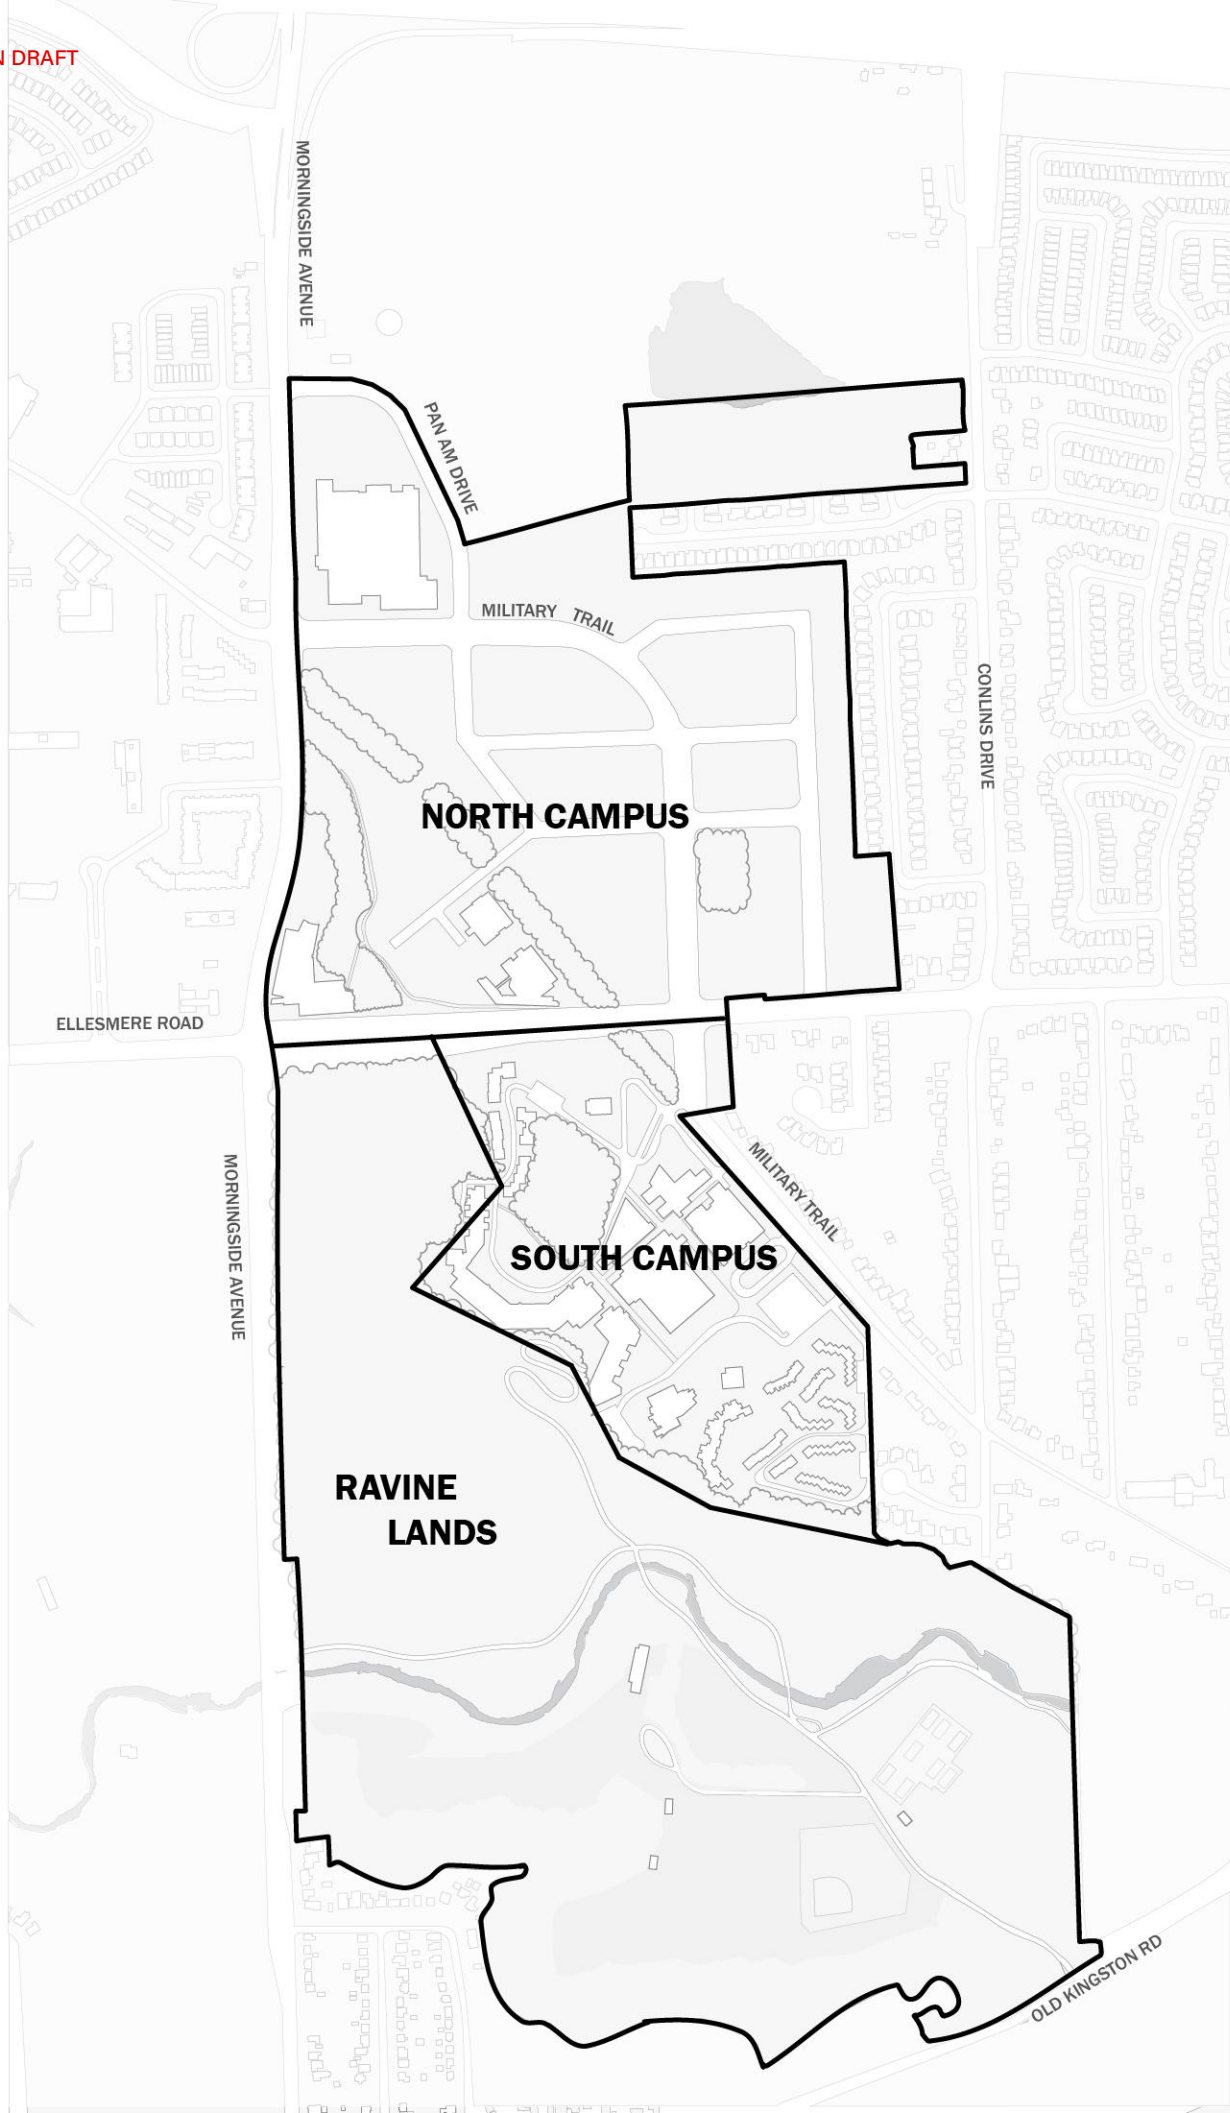 N DRAFT
MORNINGSIDE AVENUE
PAN AM DRIVE
MILITARY TRAIL
CONLINS DRIVE
NORTH CAMPUS
ELLESMERE ROAD
MORNINGSIDE AVENUE
MILITARY TRAIL
SOUTH CAMPUS
RAVINE
LANDS
OLD KINGSTON RD